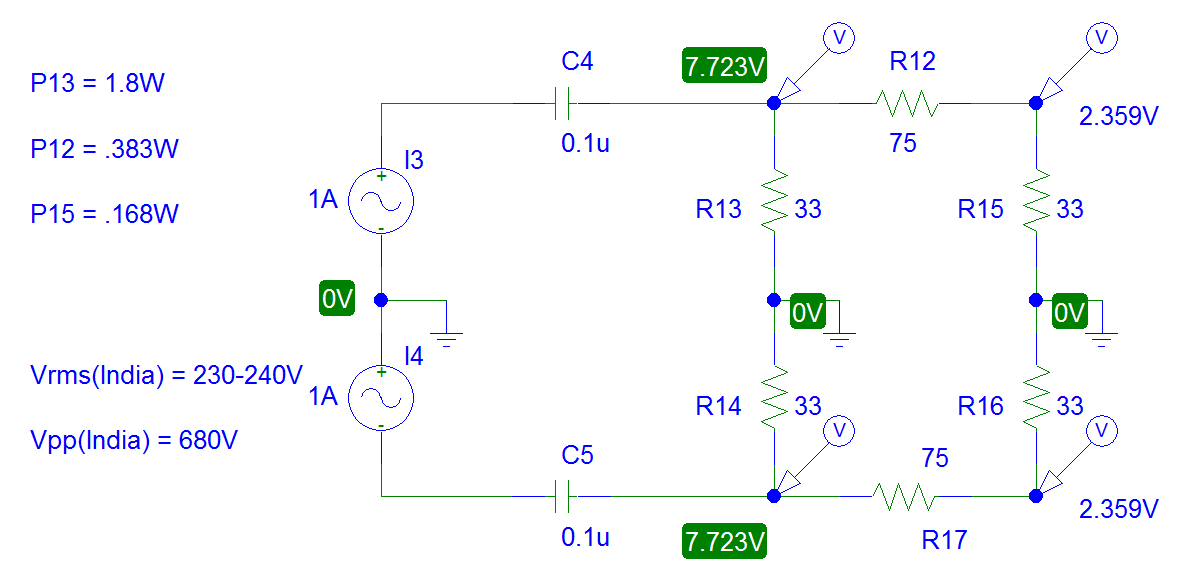 P13 = 1.8W
P12 = .383W
P15 = .168W
Vrms(India) = 230-240V
Vpp(India) = 680V
I3
1A
+
-
0V
I4
1A
+
-
C4
0.1u
C5
0.1u
7.723V
V
R12
75
V
2.359V
R13
33
R15
33
0V
0V
R14
33
R16
33
V
75
V
7.723V
R17
2.359V